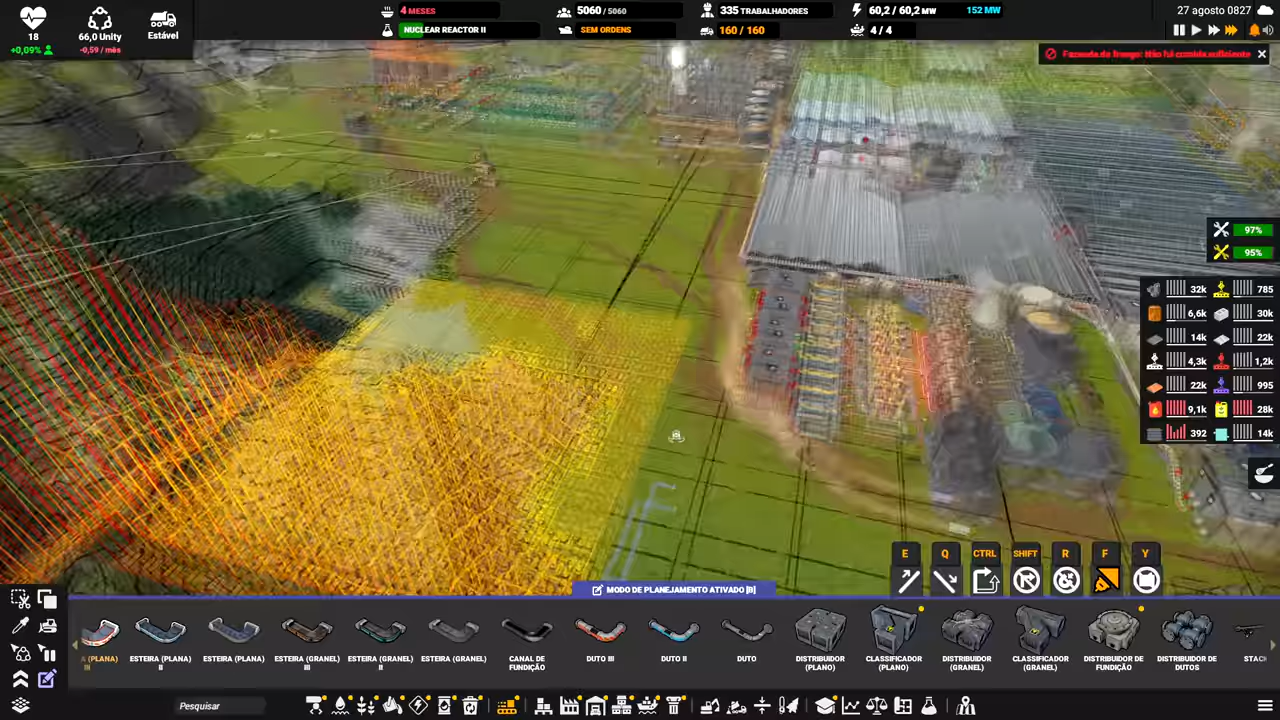 18
+0,09%
66,0 Unity
-0,59 / mês
Estável
4 MESES
NUCLEAR REACTOR II
5060 / 5060
SEM ORDENS
335 TRABALHADORES
160 / 160
60,2 / 60,2 MW
152 MW
4 / 4
27 agosto 0827
Fazenda de frango: Não há comida suficiente
97%
95%
32k 785
6,6k 30k
14k 22k
4,3k 1,2k
22k 995
9,1k 28k
392 14k
E Q CTRL SHIFT R F Y
MODO DE PLANEJAMENTO ATIVADO [B]
A (PLANA) III
ESTEIRA (PLANA) II
ESTEIRA (PLANA)
ESTEIRA (GRANEL) III
ESTEIRA (GRANEL) II
ESTEIRA (GRANEL)
CANAL DE FUNDIÇÃO
DUTO III
DUTO II
DUTO
DISTRIBUIDOR (PLANO)
CLASSIFICADOR (PLANO)
DISTRIBUIDOR (GRANEL)
CLASSIFICADOR (GRANEL)
DISTRIBUIDOR DE FUNDIÇÃO
DISTRIBUIDOR DE DUTOS
STAC
Pesquisar